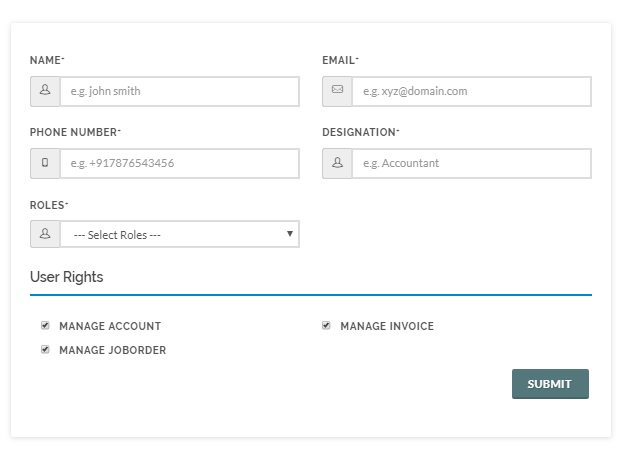 NAME*
EMAIL*
e.g. john smith
e.g. xyz@domain.com
PHONE NUMBER*
DESIGNATION*
e.g. +917876543456
e.g. Accountant
ROLES*
--- Select Roles ---
User Rights
MANAGE ACCOUNT
MANAGE INVOICE
MANAGE JOBORDER
SUBMIT